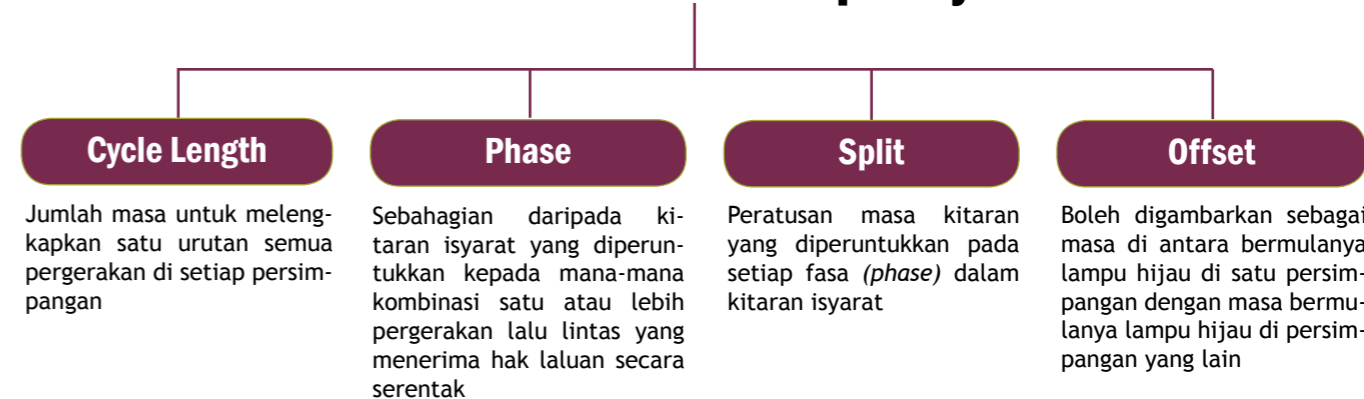 Cycle Length
Jumlah masa untuk meleng-
kapkan satu urutan semua
pergerakan di setiap persim-
pangan
Phase
Sebahagian daripada ki-
taran isyarat yang diperun-
tukkan kepada mana-mana
kombinasi satu atau lebih
pergerakan lalu lintas yang
menerima hak laluan secara
serentak
Split
Peratusan masa kitaran
yang diperuntukkan pada
setiap fasa (phase) dalam
kitaran isyarat
Offset
Boleh digambarkan sebagai
masa di antara bermulanya
lampu hijau di satu persim-
pangan dengan masa bermu-
lanya lampu hijau di persim-
pangan yang lain